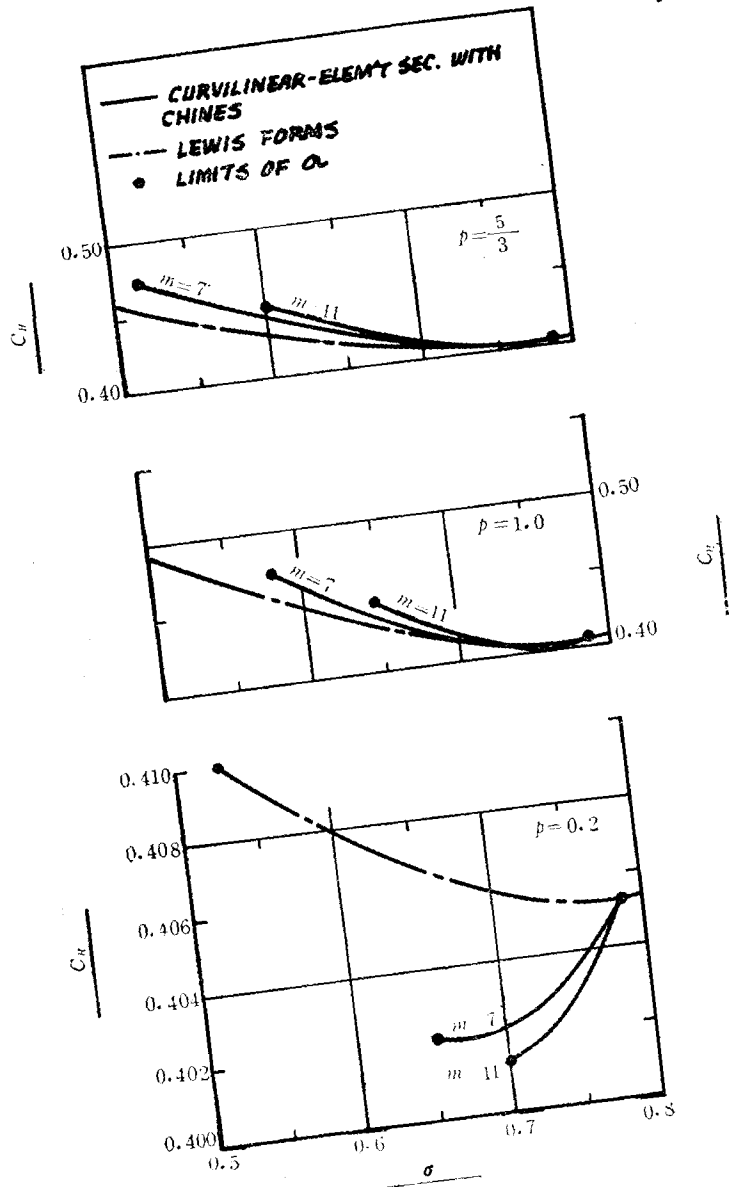 CURVILINEAR-ELEM'T SEC. WITH
CHINES
LEWIS FORMS
LIMITS OF σ
0.50
p=5/3
m=7
m 11
C_H
0.40
0.50
p=1.0
m=7
m=11
C_H
0.40
0.410
p=0.2
0.408
0.406
C_H
0.404
m 7
0.402
m 11
0.400
0.5
0.6
0.7
0.8
σ